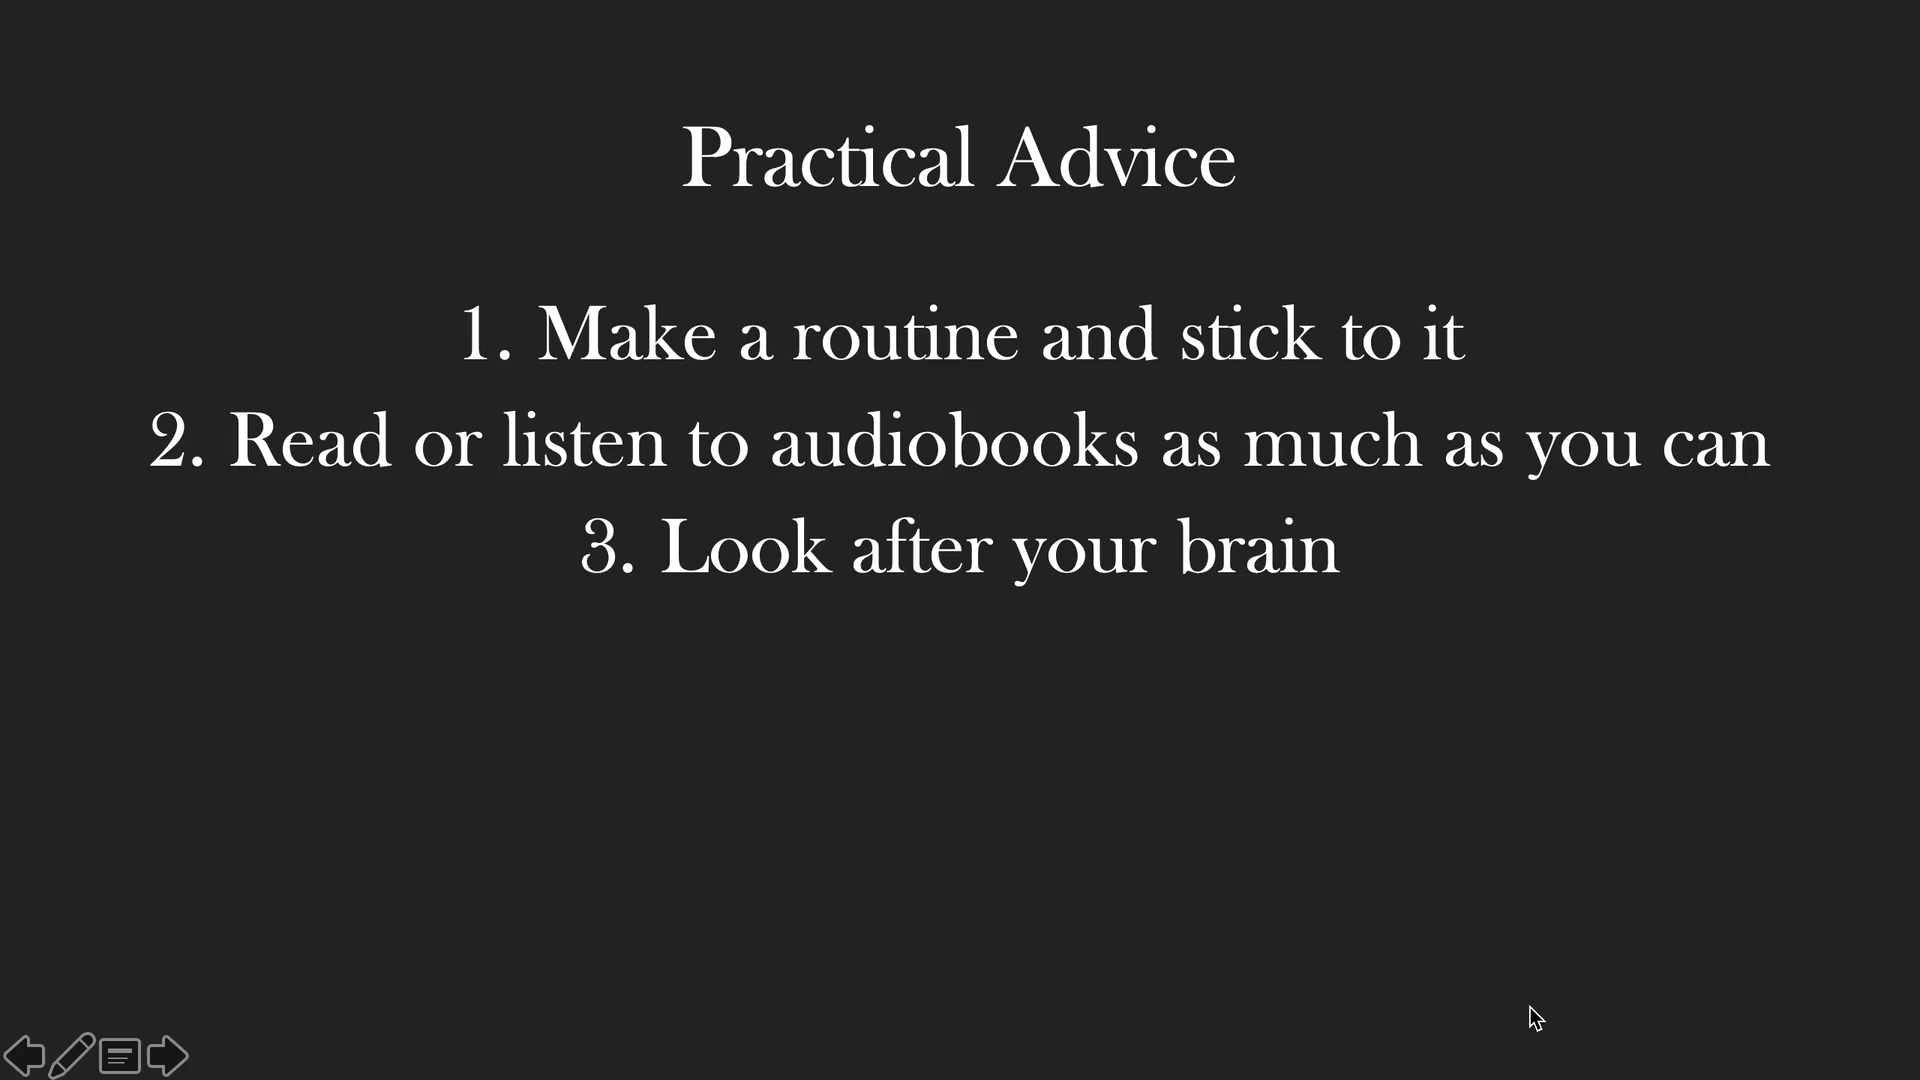 Practical Advice
1. Make a routine and stick to it
2. Read or listen to audiobooks as much as you can
3. Look after your brain